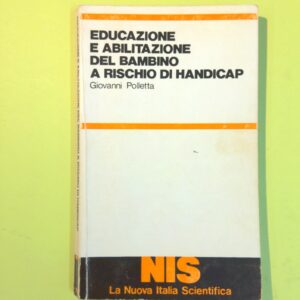 EDUCAZIONE
E ABILITAZIONE
DEL BAMBINO
A RISCHIO DI HANDICAP
Giovanni Polletta
NIS
La Nuova Italia Scientifica